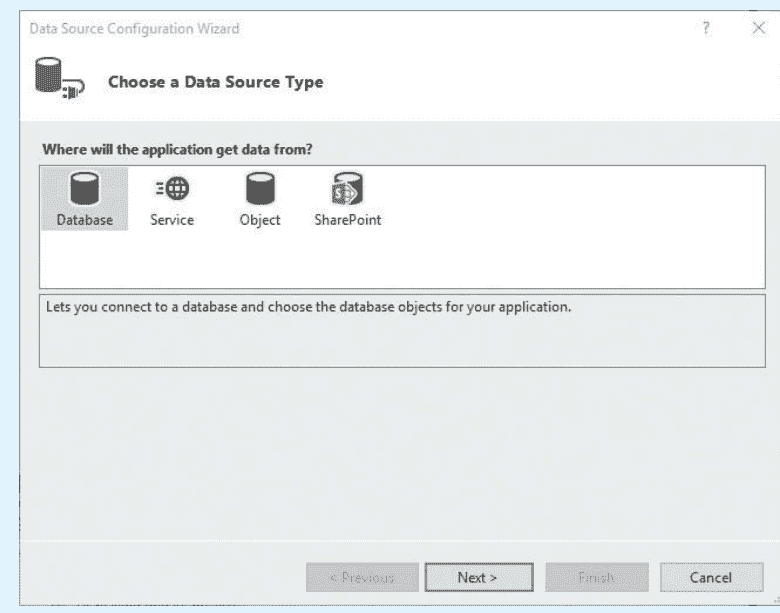 Data Source Configuration Wizard
?
Choose a Data Source Type
Where will the application get data from?
Database Service Object SharePoint
Lets you connect to a database and choose the database objects for your application.
< Previous Next > Finish Cancel